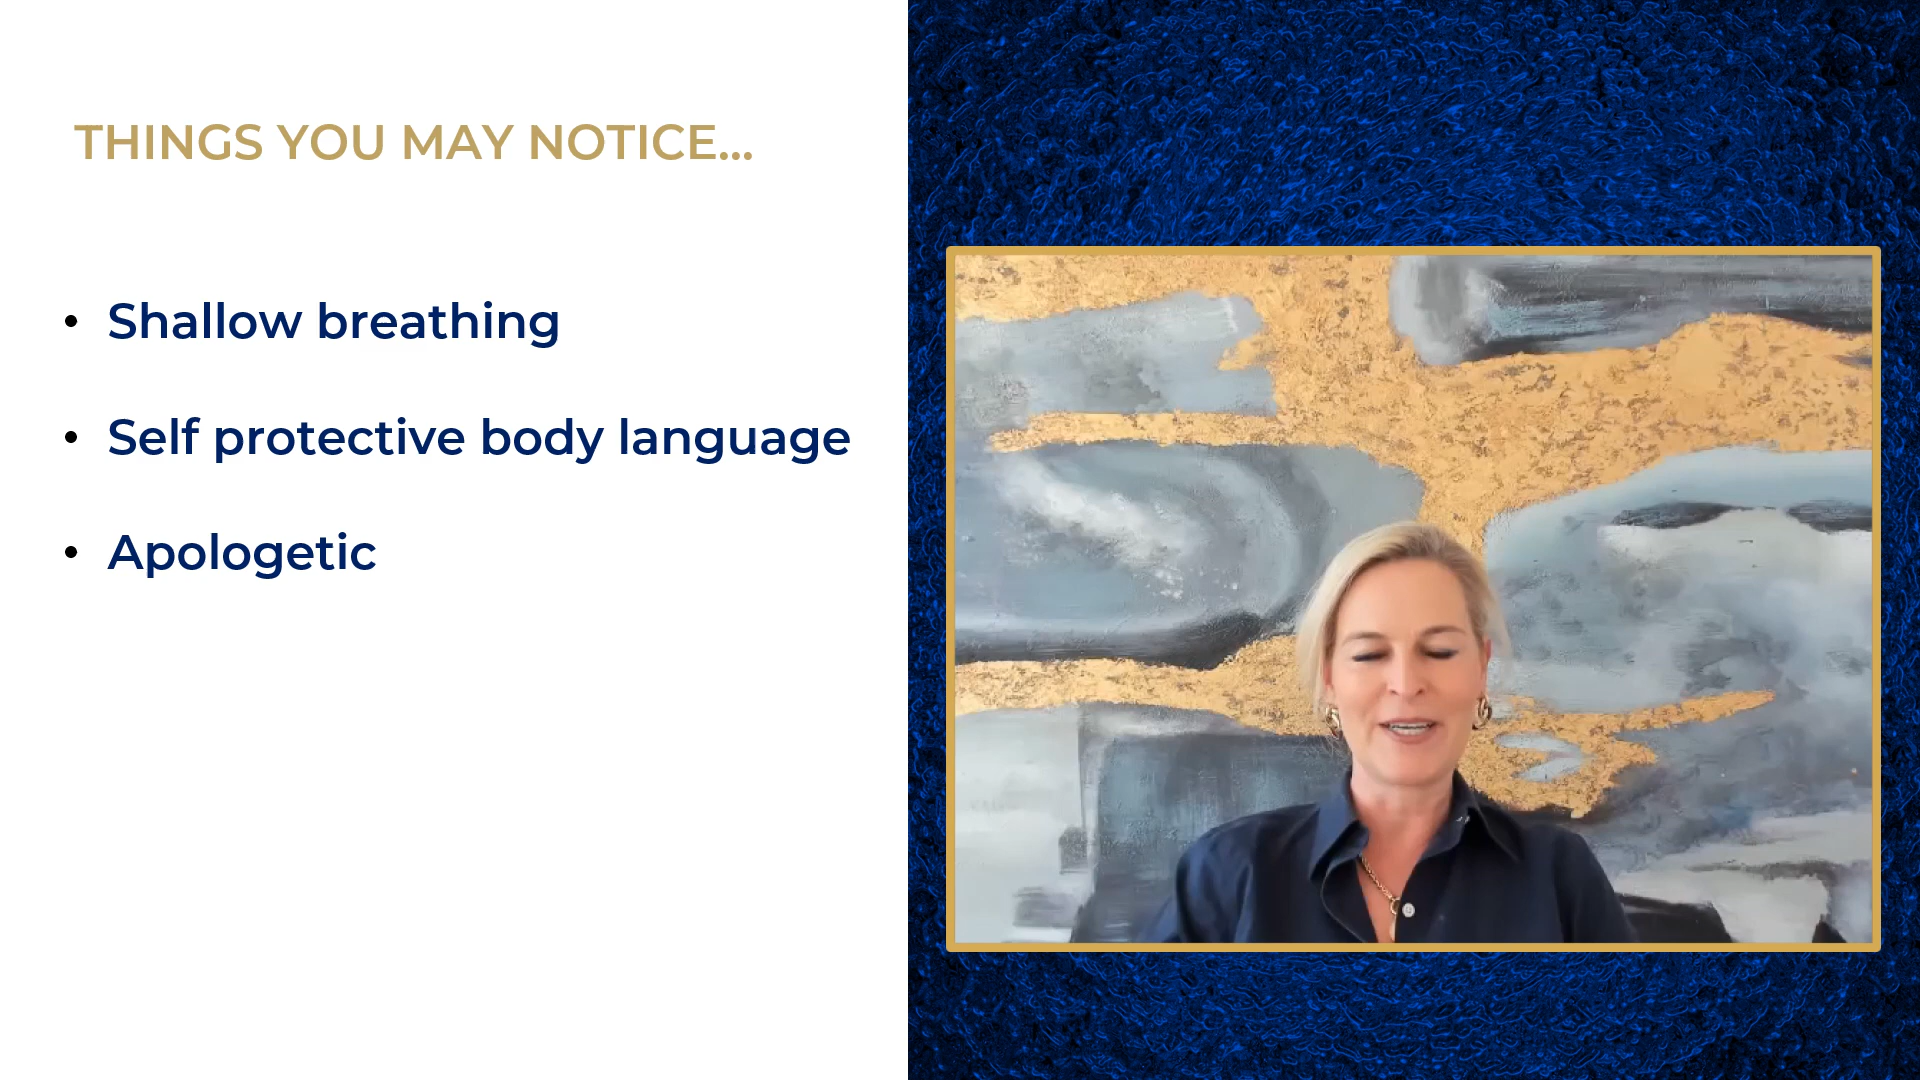 THINGS YOU MAY NOTICE...
• Shallow breathing
• Self protective body language
• Apologetic